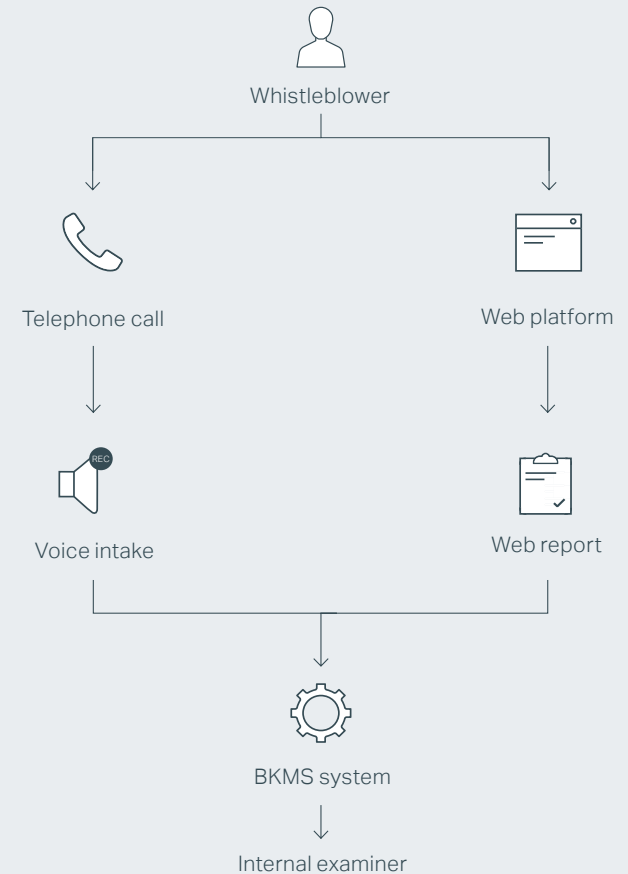 Whistleblower
Telephone call
Web platform
REC
Voice intake
Web report
BKMS system
Internal examiner